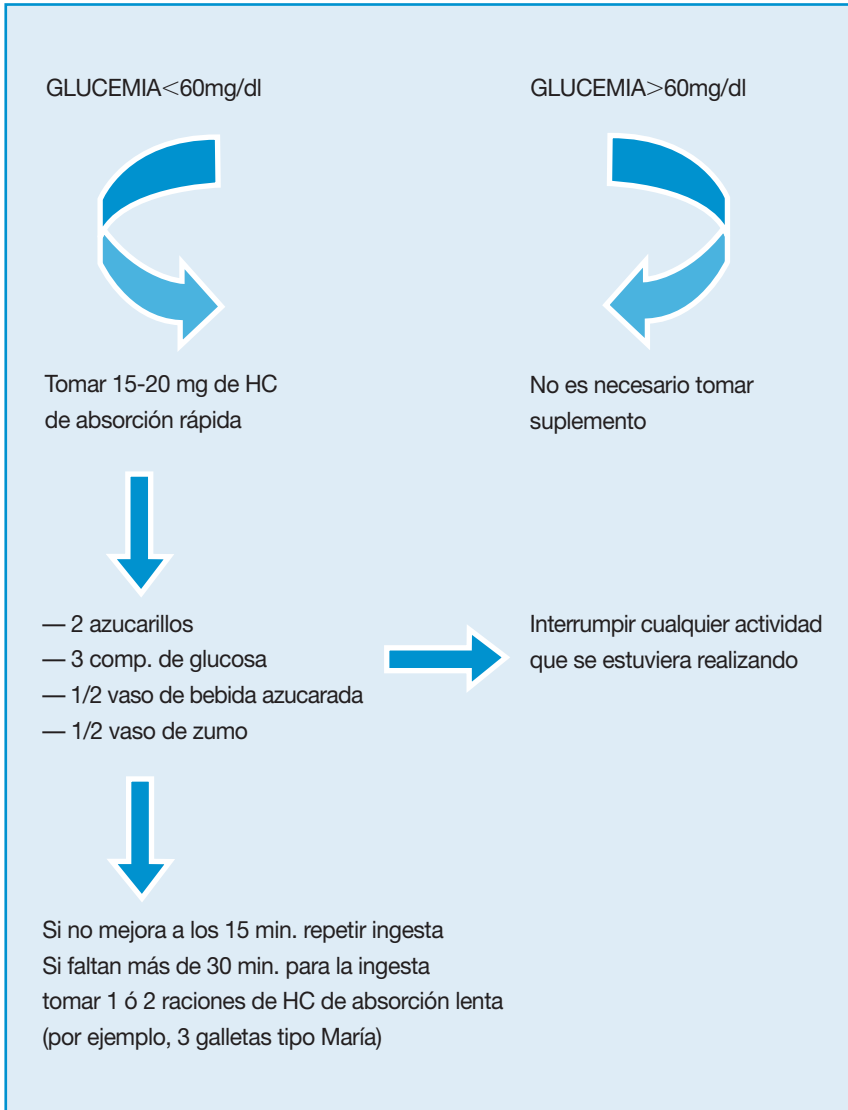 GLUCEMIA<60mg/dl
GLUCEMIA>60mg/dl
Tomar 15-20 mg de HC
de absorción rápida
No es necesario tomar
suplemento
— 2 azucarillos
— 3 comp. de glucosa
— 1/2 vaso de bebida azucarada
— 1/2 vaso de zumo
Interrumpir cualquier actividad
que se estuviera realizando
Si no mejora a los 15 min. repetir ingesta
Si faltan más de 30 min. para la ingesta
tomar 1 ó 2 raciones de HC de absorción lenta
(por ejemplo, 3 galletas tipo María)